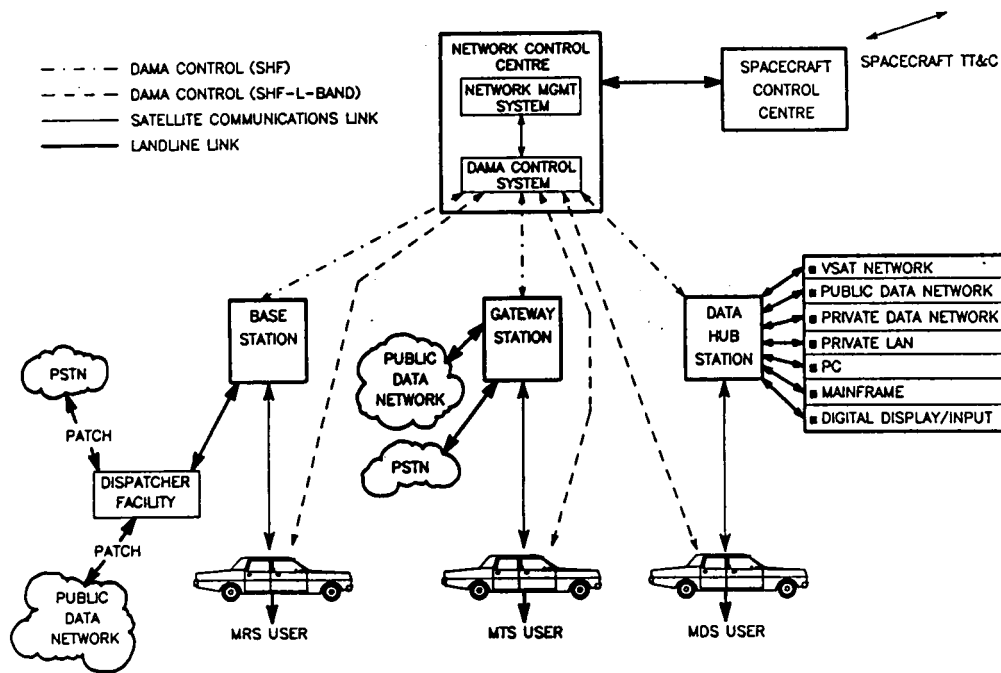 DAMA CONTROL (SHF)
DAMA CONTROL (SHF-L-BAND)
SATELLITE COMMUNICATIONS LINK
LANDLINE LINK
NETWORK CONTROL
CENTRE
NETWORK MGMT
SYSTEM
DAMA CONTROL
SYSTEM
SPACECRAFT
CONTROL
CENTRE
SPACECRAFT TT&C
BASE
STATION
GATEWAY
STATION
DATA
HUB
STATION
VSAT NETWORK
PUBLIC DATA NETWORK
PRIVATE DATA NETWORK
PRIVATE LAN
PC
MAINFRAME
DIGITAL DISPLAY/INPUT
PSTN
PATCH
DISPATCHER
FACILITY
PATCH
PUBLIC
DATA
NETWORK
PUBLIC
DATA
NETWORK
PSTN
MRS USER
MTS USER
MDS USER